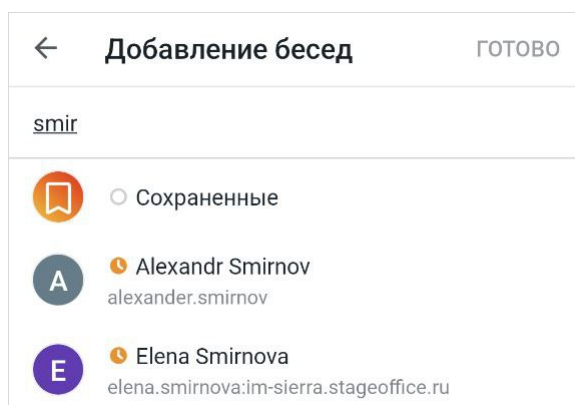 Добавление бесед ГОТОВО
smir
Сохраненные
A Alexandr Smirnov
alexander.smirnov
E Elena Smirnova
elena.smirnova:im-sierra.stageoffice.ru